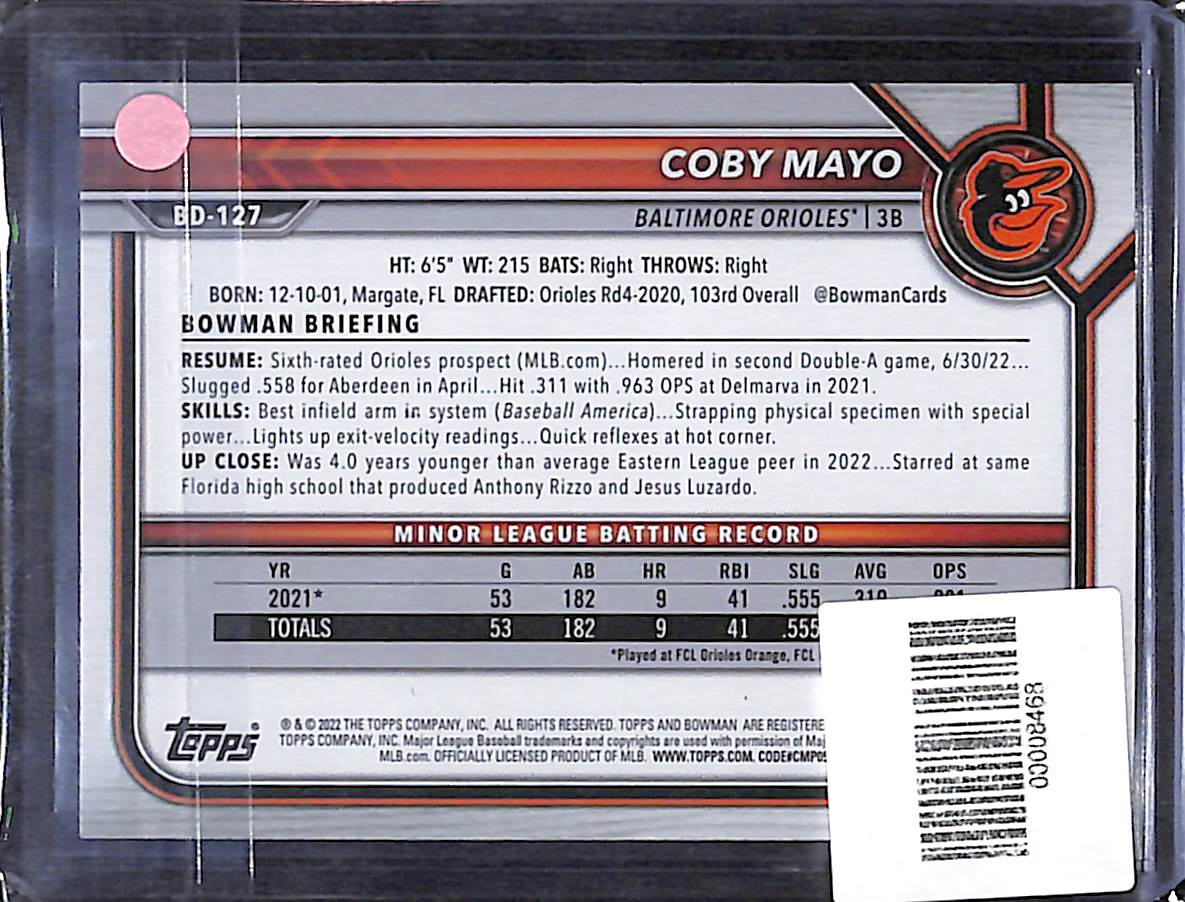 COBY MAYO
BD-127
BALTIMORE ORIOLES* | 3B
HT: 6'5" WT: 215 BATS: Right THROWS: Right
BORN: 12-10-01, Margate, FL DRAFTED: Orioles Rd4-2020, 103rd Overall @BowmanCards
BOWMAN BRIEFING
RESUME: Sixth-rated Orioles prospect (MLB.com)...Homered in second Double-A game, 6/30/22...
Slugged .558 for Aberdeen in April...Hit .311 with .963 OPS at Delmarva in 2021.
SKILLS: Best infield arm in system (Baseball America)...Strapping physical specimen with special
power...Lights up exit-velocity readings...Quick reflexes at hot corner.
UP CLOSE: Was 4.0 years younger than average Eastern League peer in 2022...Starred at same
Florida high school that produced Anthony Rizzo and Jesus Luzardo.
MINOR LEAGUE BATTING RECORD
YR G AB HR RBI SLG AVG OPS
2021* 53 182 9 41 .555
TOTALS 53 182 9 41 .555
*Played at FCL Orioles Orange, FCL
Topps®
® & © 2022 THE TOPPS COMPANY, INC. ALL RIGHTS RESERVED. TOPPS AND BOWMAN ARE REGISTERE
TOPPS COMPANY, INC. Major League Baseball trademarks and copyrights are used with permission of Maj
MLB.com. OFFICIALLY LICENSED PRODUCT OF MLB. WWW.TOPPS.COM. CODE#CMP0
00008468